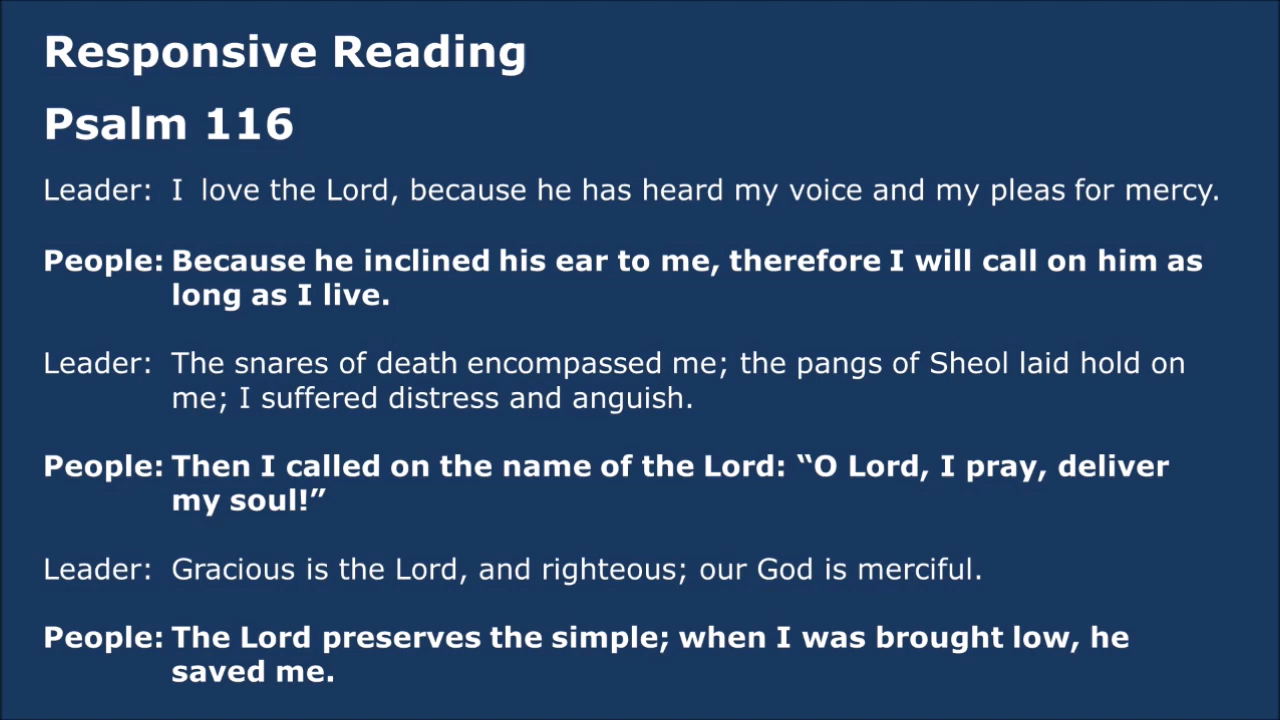 Responsive Reading
Psalm 116
Leader: I love the Lord, because he has heard my voice and my pleas for mercy.
People: Because he inclined his ear to me, therefore I will call on him as
long as I live.
Leader: The snares of death encompassed me; the pangs of Sheol laid hold on
me; I suffered distress and anguish.
People: Then I called on the name of the Lord: “O Lord, I pray, deliver
my soul!”
Leader: Gracious is the Lord, and righteous; our God is merciful.
People: The Lord preserves the simple; when I was brought low, he
saved me.